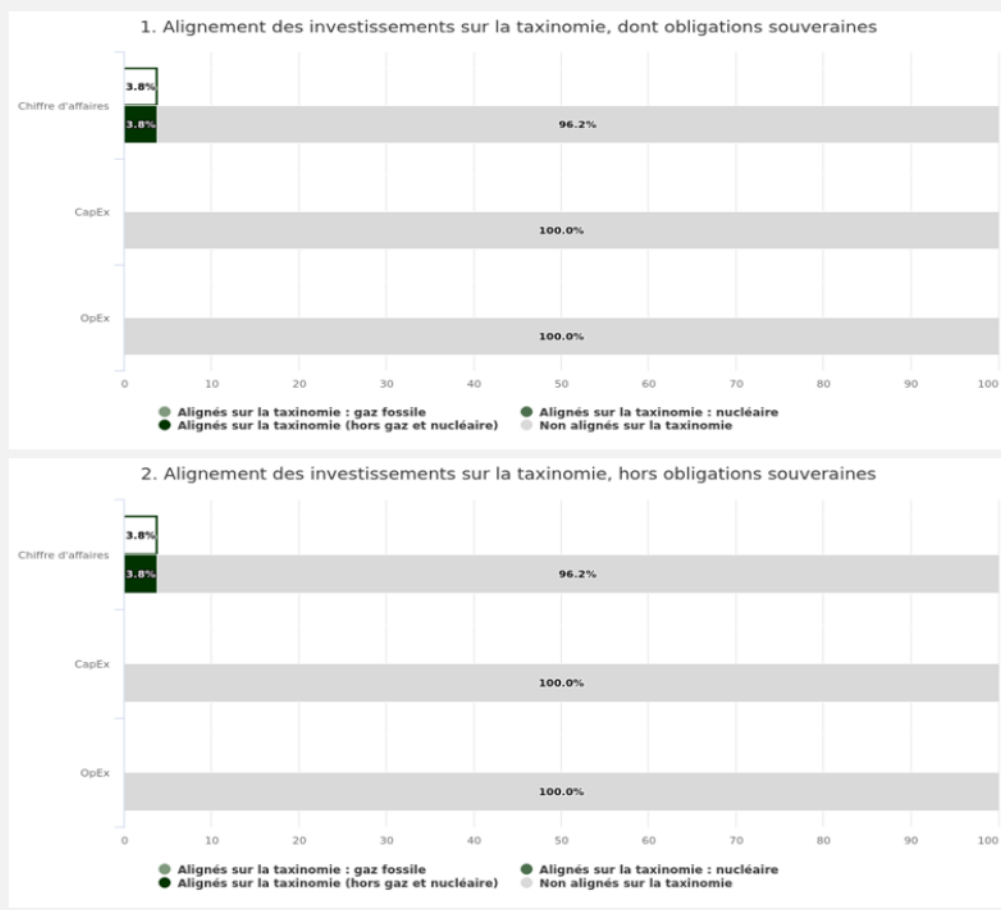 1. Alignement des investissements sur la taxinomie, dont obligations souveraines
3.8%
Chiffre d'affaires
3.8%
96.2%
CapEx
100.0%
OpEx
100.0%
0 10 20 30 40 50 60 70 80 90 100
Alignés sur la taxinomie : gaz fossile
Alignés sur la taxinomie : nucléaire
Alignés sur la taxinomie (hors gaz et nucléaire)
Non alignés sur la taxinomie
2. Alignement des investissements sur la taxinomie, hors obligations souveraines
3.8%
Chiffre d'affaires
3.8%
96.2%
CapEx
100.0%
OpEx
100.0%
0 10 20 30 40 50 60 70 80 90 100
Alignés sur la taxinomie : gaz fossile
Alignés sur la taxinomie : nucléaire
Alignés sur la taxinomie (hors gaz et nucléaire)
Non alignés sur la taxinomie